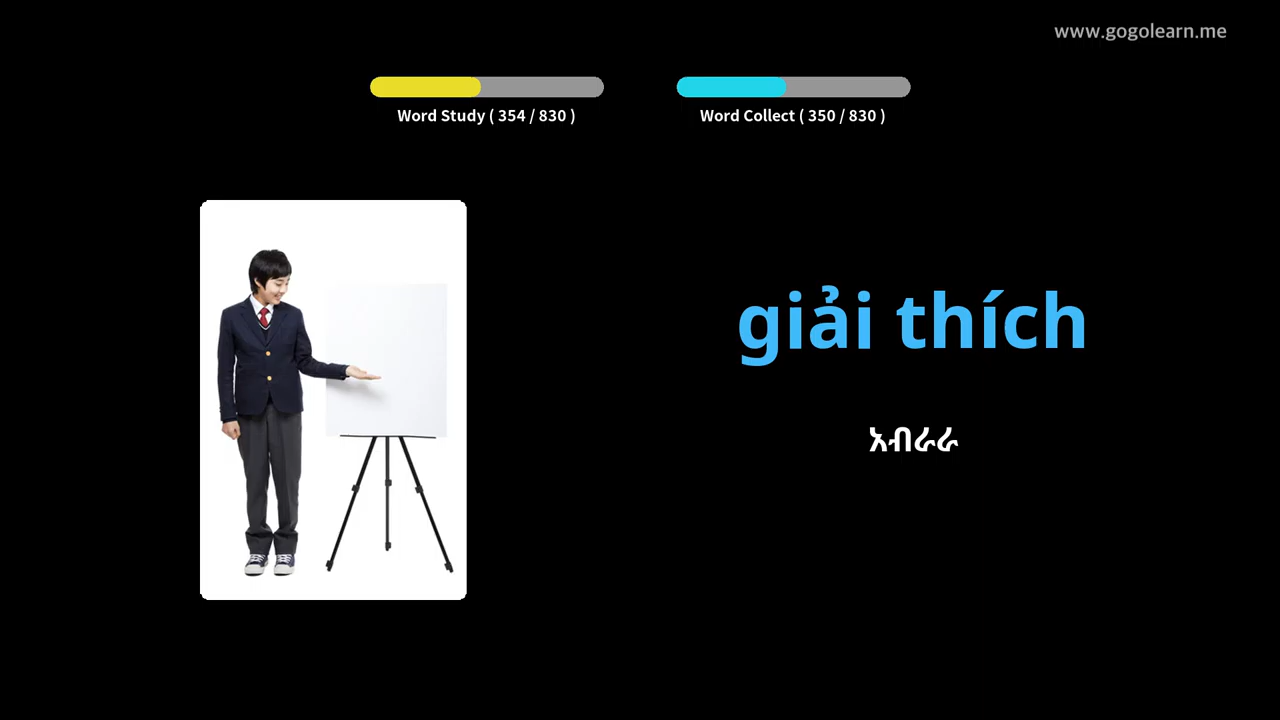 www.gogolearn.me
Word Study ( 354 / 830 )
Word Collect ( 350 / 830 )
giải thích
አብራራ